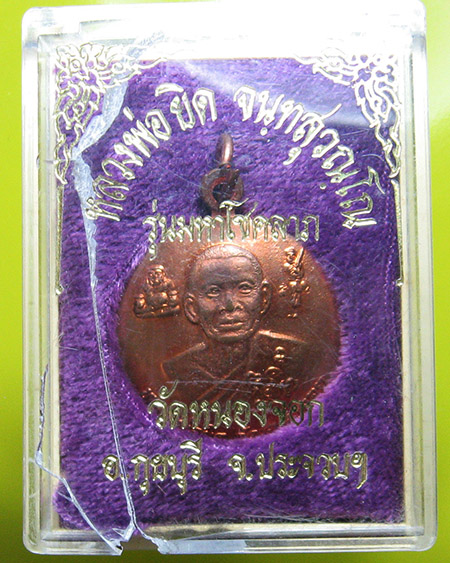 หลวงพ่อยิด จนฺทสุวณฺโณ
รุ่นมหาโชคลาภ
วัดหนองจอก
อ.กุยบุรี จ.ประจวบฯ